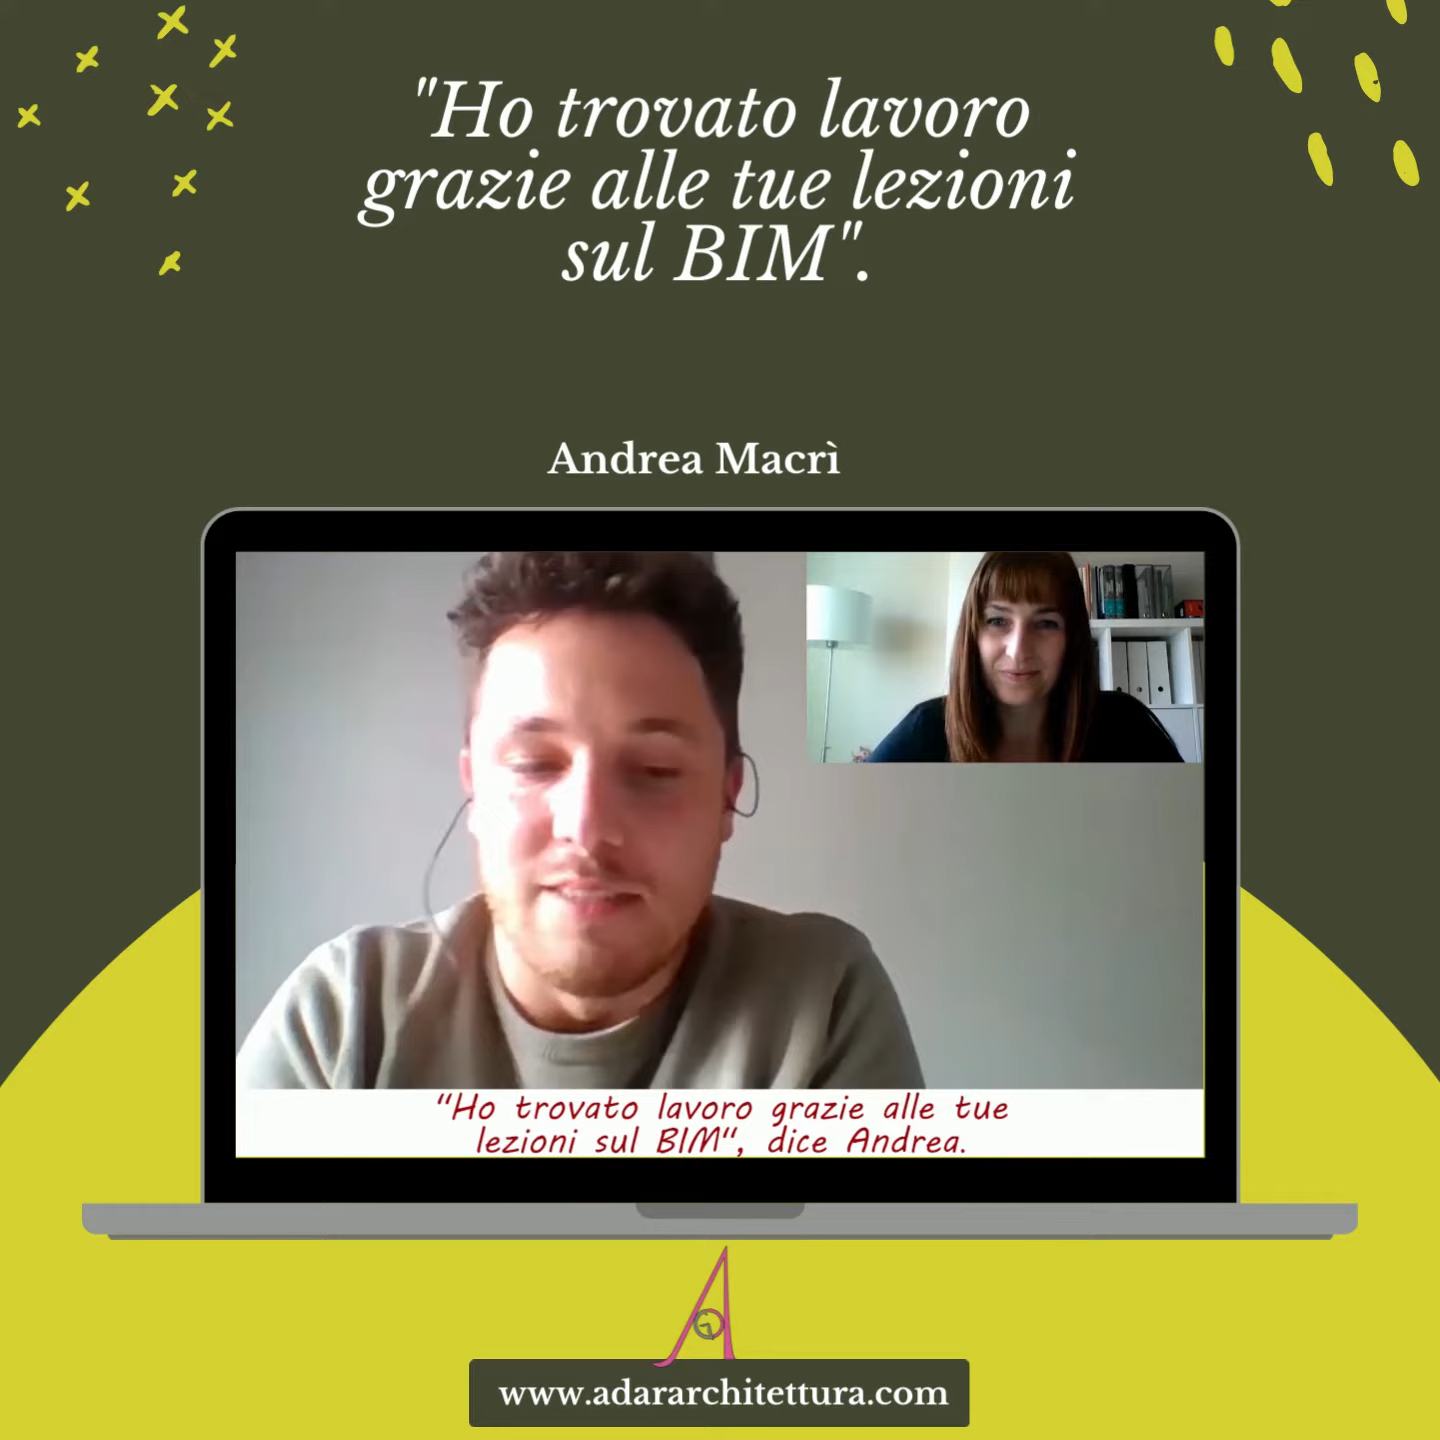 "Ho trovato lavoro
grazie alle tue lezioni
sul BIM".
Andrea Macrì
“Ho trovato lavoro grazie alle tue
lezioni sul BIM“, dice Andrea.
www.adararchitettura.com